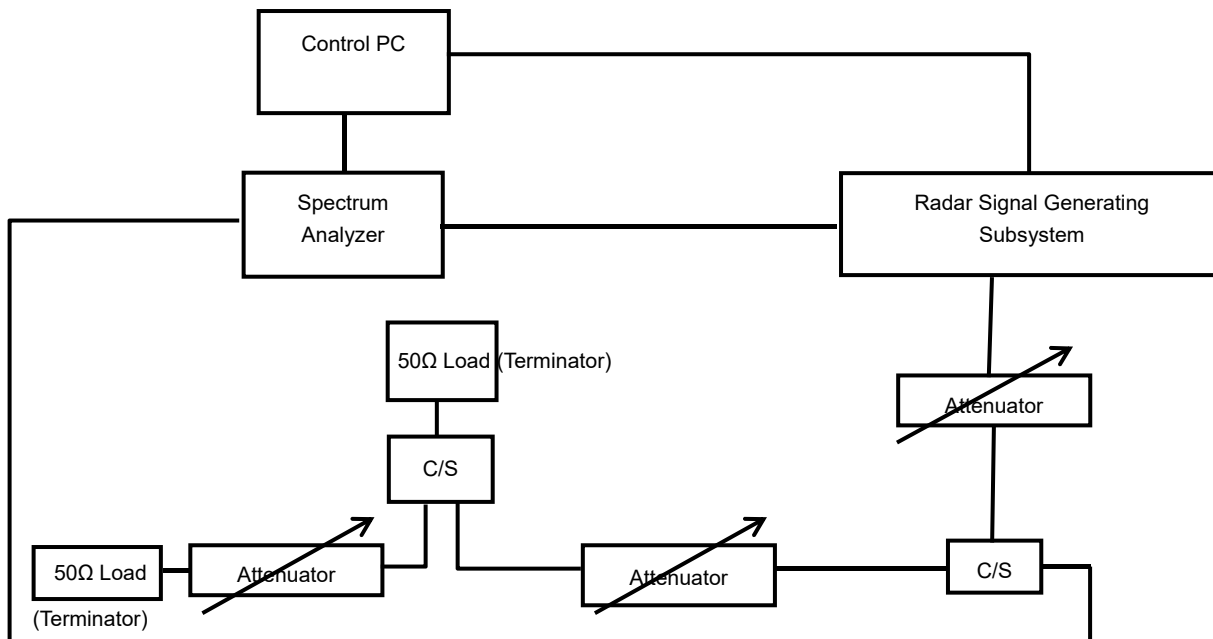 Control PC
Spectrum
Analyzer
Radar Signal Generating
Subsystem
50Ω Load (Terminator)
Attenuator
C/S
50Ω Load
(Terminator)
Attenuator
Attenuator
C/S